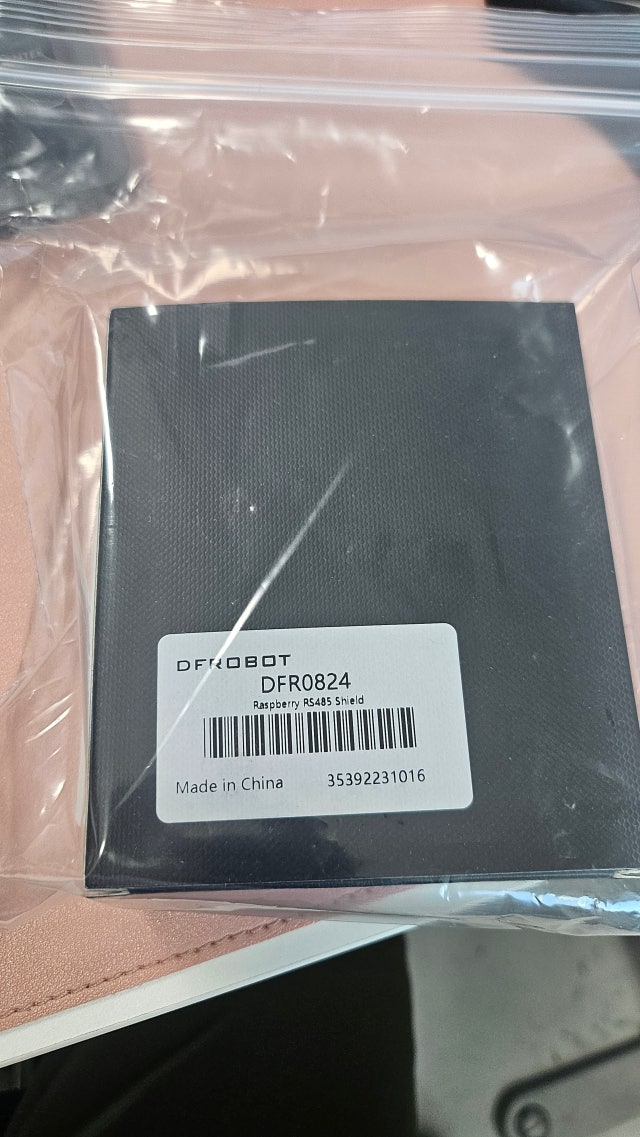 DFROBOT
DFR0824
Raspberry RS485 Shield
Made in China 35392231016